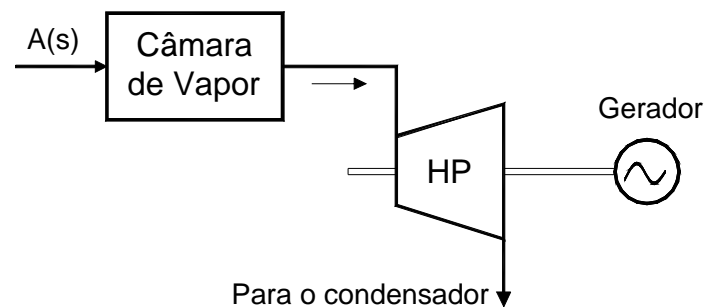 A(s)
Câmara
de Vapor
Gerador
HP
Para o condensador